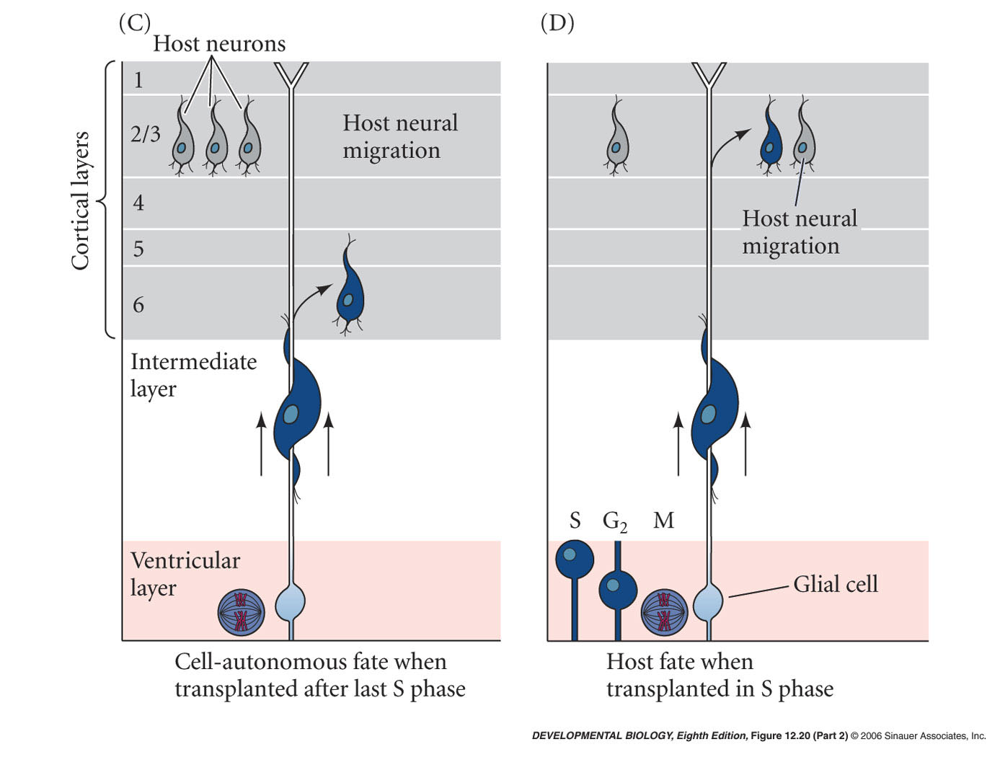 (C)
Host neurons
Cortical layers
1
2/3
4
5
6
Host neural
migration
Intermediate
layer
Ventricular
layer
Cell-autonomous fate when
transplanted after last S phase
(D)
Host neural
migration
S G₂ M
Glial cell
Host fate when
transplanted in S phase
DEVELOPMENTAL BIOLOGY, Eighth Edition, Figure 12.20 (Part 2) © 2006 Sinauer Associates, Inc.